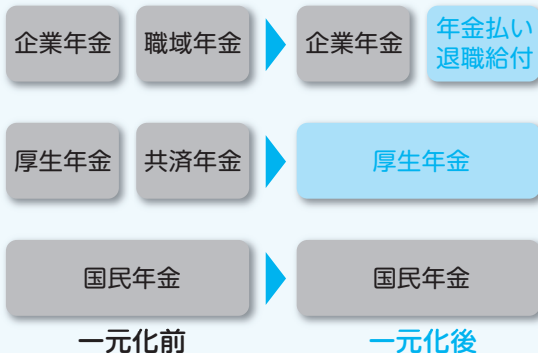 企業年金 職域年金 企業年金 年金払い
退職給付
厚生年金 共済年金 厚生年金
国民年金 国民年金
一元化前 一元化後